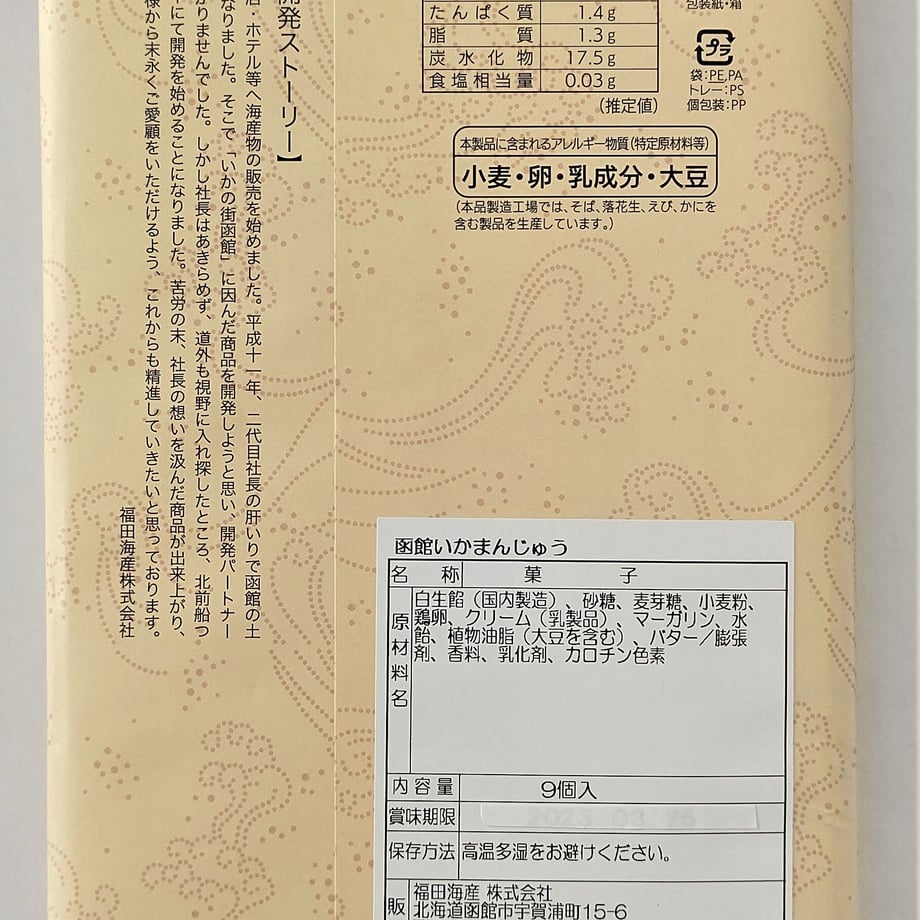 開発ストーリー】
店・ホテル等へ海産物の販売を始めました。平成十一年、二代目社長の肝いりで函館の土
なりました。そこで「いかの街函館」に因んだ商品を開発しようと思い、開発パートナー
かりませんでした。しかし社長はあきらめず、道外も視野に入れ探したところ、北前船つ
にて開発を始めることになりました。苦労の末、社長の想いを汲んだ商品が出来上がり、
様から末永くご愛顧をいただけるよう、これからも精進していきたいと思っております。
福田海産株式会社
たんぱく質 1.4g
脂質 1.3g
炭水化物 17.5g
食塩相当量 0.03g
(推定値)
包装紙・箱
プラ
袋:PE,PA
トレー:PS
個包装:PP
本製品に含まれるアレルギー物質(特定原材料等)
小麦・卵・乳成分・大豆
(本品製造工場では、そば、落花生、えび、かにを
含む製品を生産しています。)
函館いかまんじゅう
名称 菓子
原材料名
白生餡（国内製造）、砂糖、麦芽糖、小麦粉、
鶏卵、クリーム（乳製品）、マーガリン、水
飴、植物油脂（大豆を含む）、バター／膨張
剤、香料、乳化剤、カロチン色素
内容量 9個入
賞味期限
保存方法 高温多湿をお避けください。
販
福田海産 株式会社
北海道函館市宇賀浦町15-6